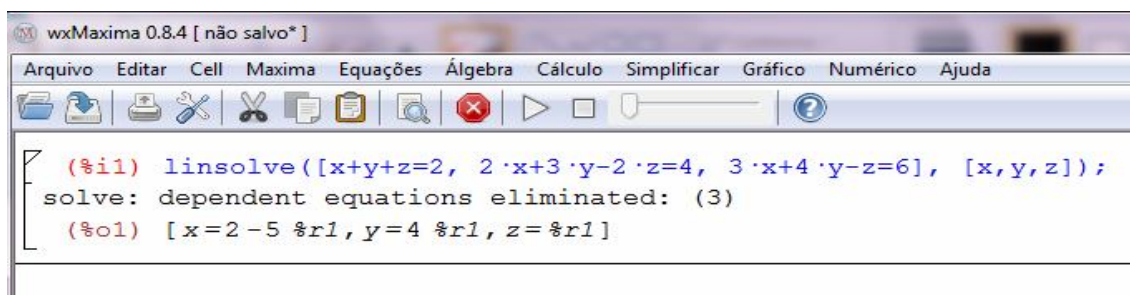 wxMaxima 0.8.4 [ não salvo* ]
Arquivo Editar Cell Maxima Equações Álgebra Cálculo Simplificar Gráfico Numérico Ajuda
(%i1) linsolve([x+y+z=2, 2·x+3·y-2·z=4, 3·x+4·y-z=6], [x,y,z]);
solve: dependent equations eliminated: (3)
(%o1) [x=2-5 %r1,y=4 %r1,z=%r1]